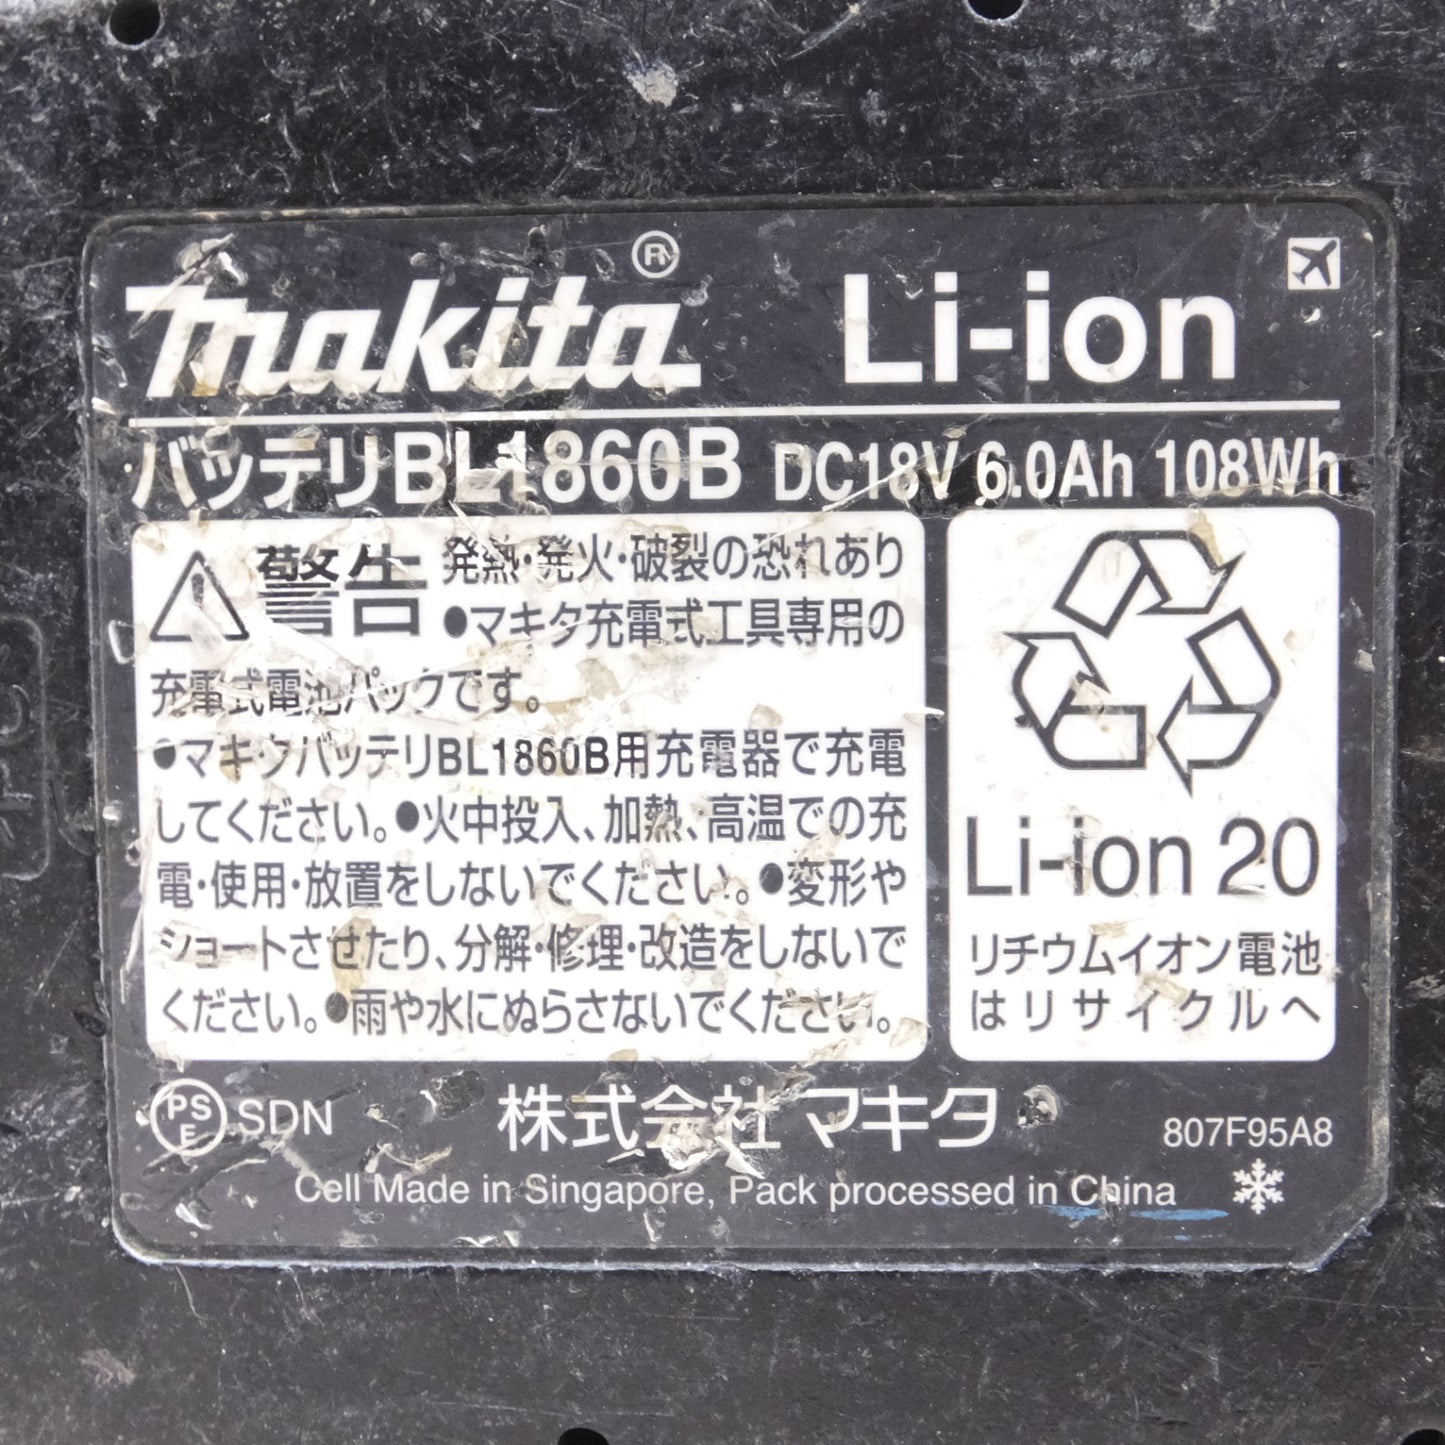 makita® Li-ion
バッテリBL1860B DC18V 6.0Ah 108Wh
警告 発熱・発火・破裂の恐れあり
●マキタ充電式工具専用の
充電式電池パックです。
●マキタバッテリBL1860B用充電器で充電
してください。●火中投入、加熱、高温での充
電・使用・放置をしないでください。●変形や
ショートさせたり、分解・修理・改造をしないで
ください。●雨や水にぬらさないでください。
Li-ion 20
リチウムイオン電池
はリサイクルへ
PSE SDN 株式会社マキタ 807F95A8
Cell Made in Singapore, Pack processed in China